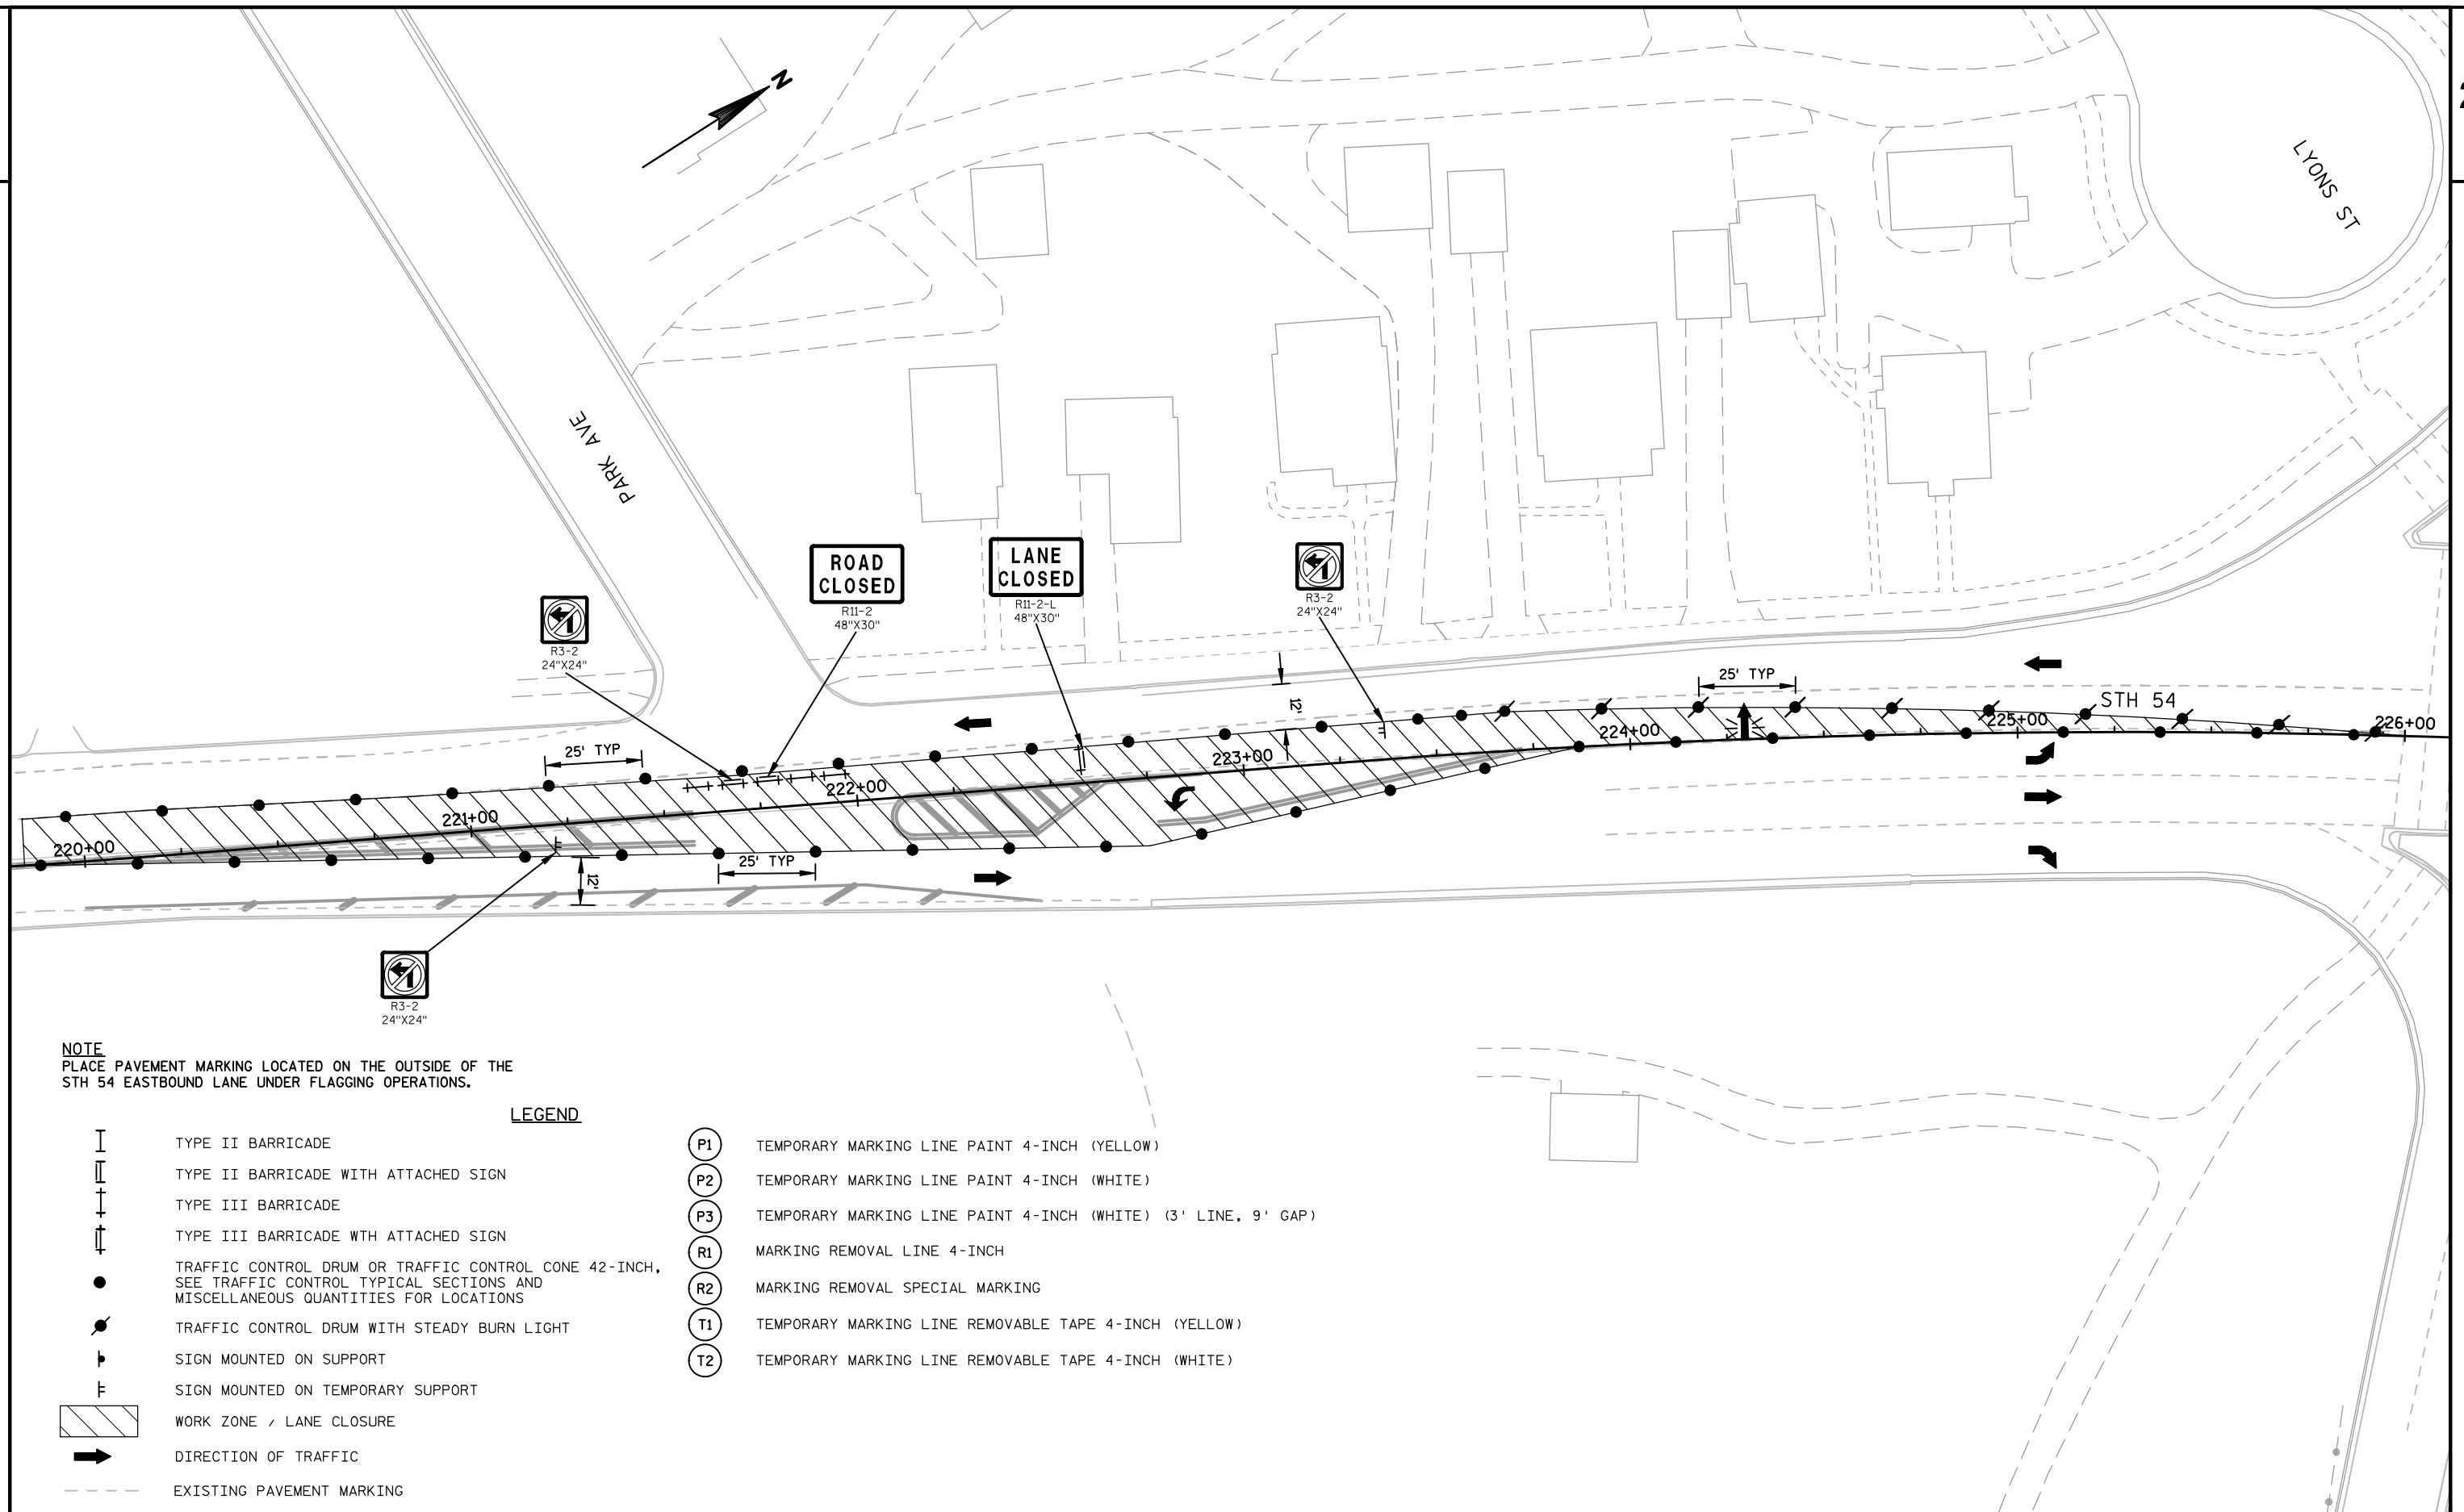 N
LYONS ST
PARK AVE
ROAD
CLOSED
R11-2
48"X30"
LANE
CLOSED
R11-2-L
48"X30"
R3-2
24"X24"
R3-2
24"X24"
25' TYP
12'
STH 54
25' TYP
220+00
221+00
222+00
223+00
224+00
225+00
226+00
25' TYP
12'
R3-2
24"X24"
NOTE
PLACE PAVEMENT MARKING LOCATED ON THE OUTSIDE OF THE
STH 54 EASTBOUND LANE UNDER FLAGGING OPERATIONS.
LEGEND
TYPE II BARRICADE
TYPE II BARRICADE WITH ATTACHED SIGN
TYPE III BARRICADE
TYPE III BARRICADE WTH ATTACHED SIGN
TRAFFIC CONTROL DRUM OR TRAFFIC CONTROL CONE 42-INCH,
SEE TRAFFIC CONTROL TYPICAL SECTIONS AND
MISCELLANEOUS QUANTITIES FOR LOCATIONS
TRAFFIC CONTROL DRUM WITH STEADY BURN LIGHT
SIGN MOUNTED ON SUPPORT
SIGN MOUNTED ON TEMPORARY SUPPORT
WORK ZONE / LANE CLOSURE
DIRECTION OF TRAFFIC
EXISTING PAVEMENT MARKING
P1 TEMPORARY MARKING LINE PAINT 4-INCH (YELLOW)
P2 TEMPORARY MARKING LINE PAINT 4-INCH (WHITE)
P3 TEMPORARY MARKING LINE PAINT 4-INCH (WHITE) (3' LINE, 9' GAP)
R1 MARKING REMOVAL LINE 4-INCH
R2 MARKING REMOVAL SPECIAL MARKING
T1 TEMPORARY MARKING LINE REMOVABLE TAPE 4-INCH (YELLOW)
T2 TEMPORARY MARKING LINE REMOVABLE TAPE 4-INCH (WHITE)